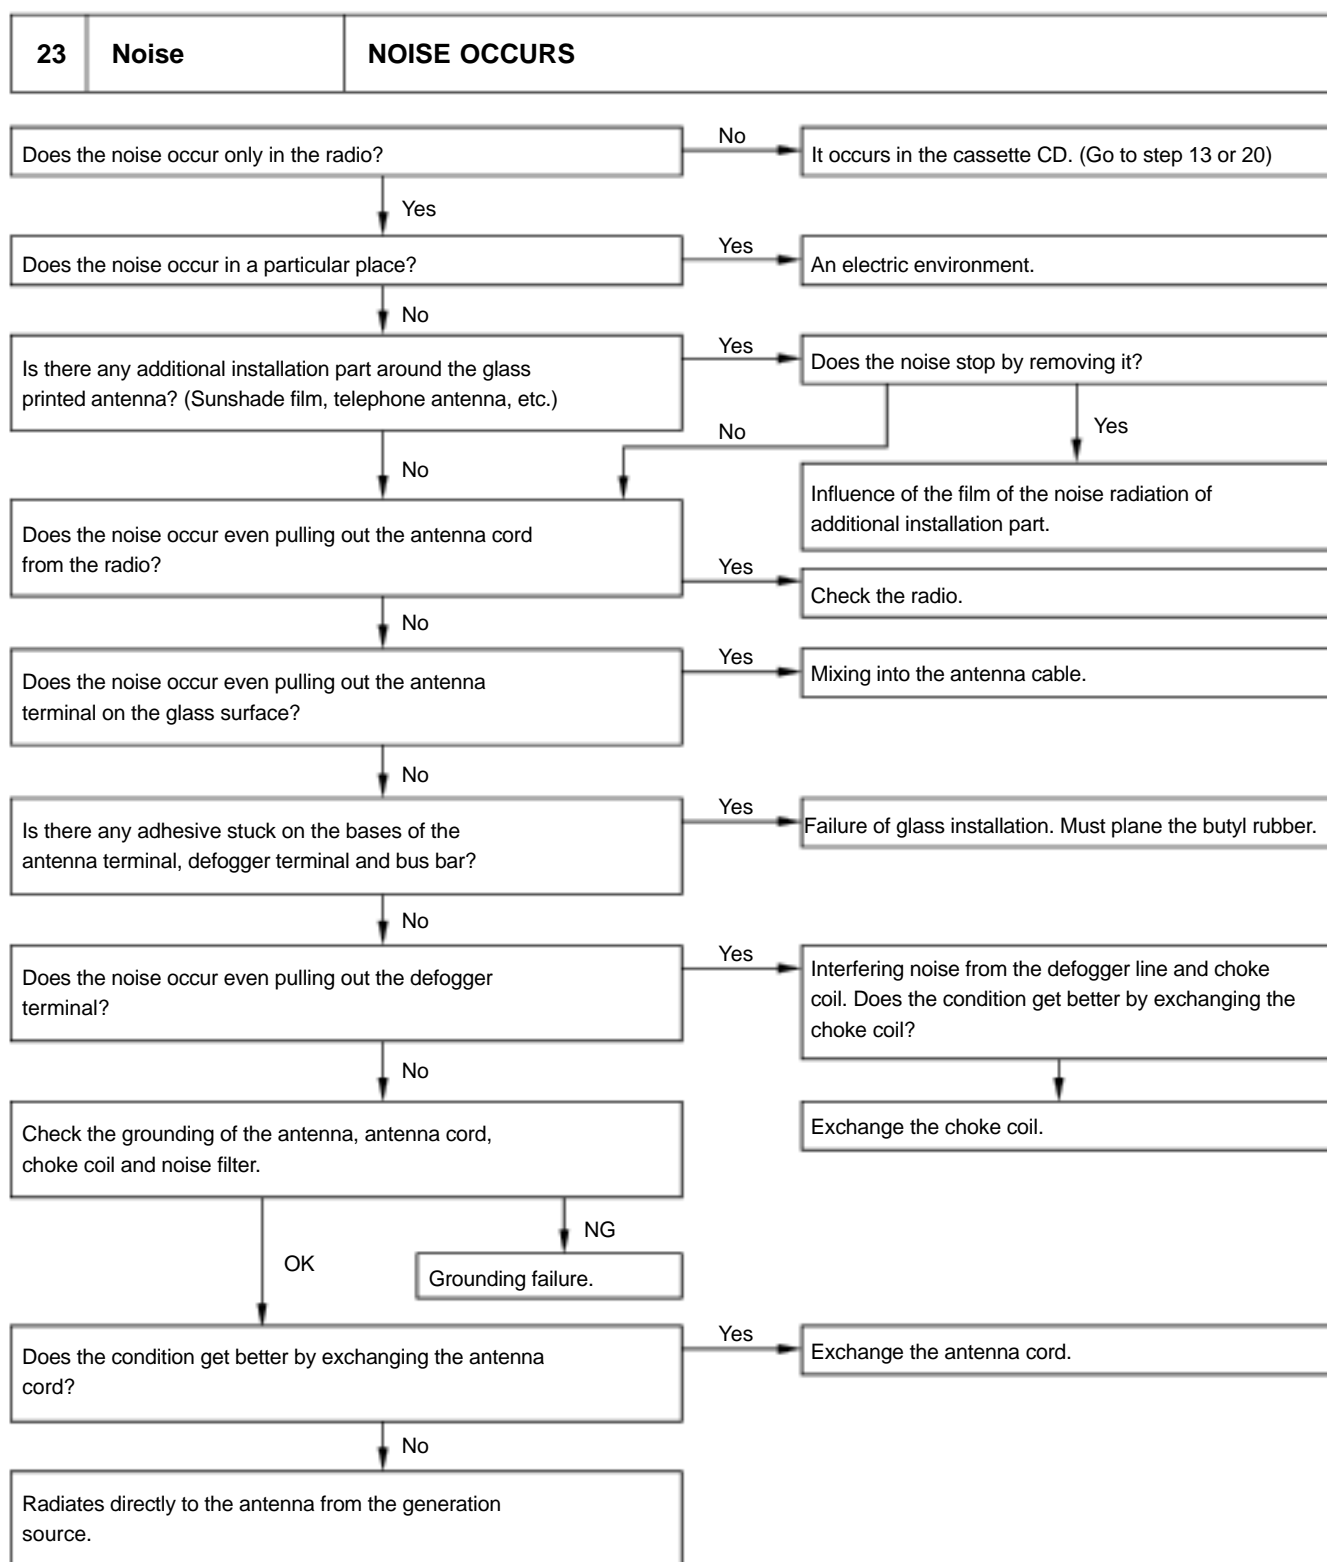 23 Noise NOISE OCCURS
Does the noise occur only in the radio?
No
It occurs in the cassette CD. (Go to step 13 or 20)
Yes
Does the noise occur in a particular place?
Yes
An electric environment.
No
Is there any additional installation part around the glass
printed antenna? (Sunshade film, telephone antenna, etc.)
Yes
Does the noise stop by removing it?
No
Yes
No
Influence of the film of the noise radiation of
additional installation part.
Does the noise occur even pulling out the antenna cord
from the radio?
Yes
Check the radio.
No
Does the noise occur even pulling out the antenna
terminal on the glass surface?
Yes
Mixing into the antenna cable.
No
Is there any adhesive stuck on the bases of the
antenna terminal, defogger terminal and bus bar?
Yes
Failure of glass installation. Must plane the butyl rubber.
No
Does the noise occur even pulling out the defogger
terminal?
Yes
Interfering noise from the defogger line and choke
coil. Does the condition get better by exchanging the
choke coil?
No
Exchange the choke coil.
Check the grounding of the antenna, antenna cord,
choke coil and noise filter.
NG
OK
Grounding failure.
Does the condition get better by exchanging the antenna
cord?
Yes
Exchange the antenna cord.
No
Radiates directly to the antenna from the generation
source.